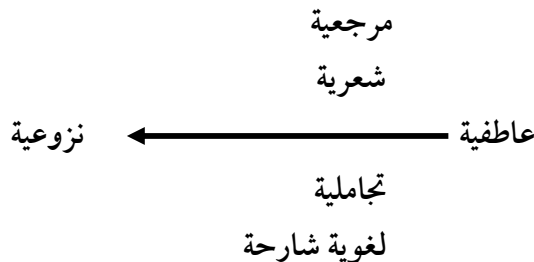 مرجعية
شعرية
عاطفية نزوعية
تجاملية
لغوية شارحة